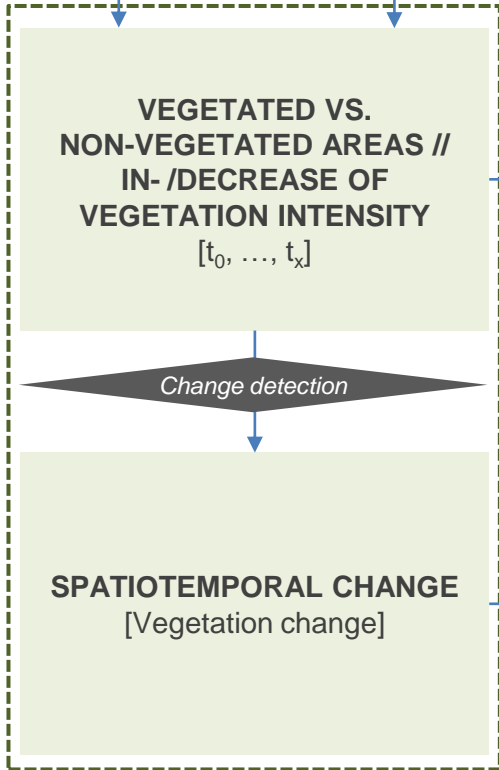 VEGETATED VS.
NON-VEGETATED AREAS //
IN- /DECREASE OF
VEGETATION INTENSITY
[t₀, …, tₓ]
Change detection
SPATIOTEMPORAL CHANGE
[Vegetation change]